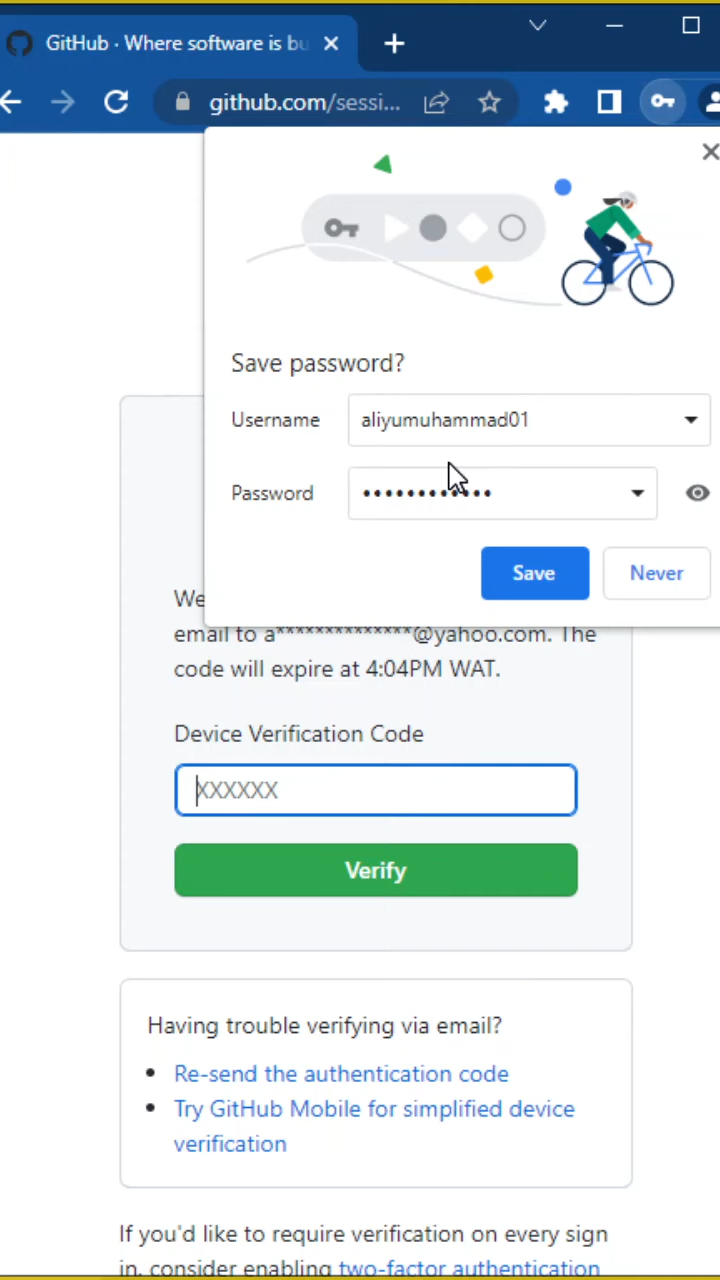 GitHub · Where software is bu
github.com/sessi...
Save password?
Username aliyumuhammad01
Password ••••••••••••
Save Never
We
email to a**************@yahoo.com. The
code will expire at 4:04PM WAT.
Device Verification Code
XXXXXX
Verify
Having trouble verifying via email?
• Re-send the authentication code
• Try GitHub Mobile for simplified device
verification
If you'd like to require verification on every sign
in, consider enabling two-factor authentication